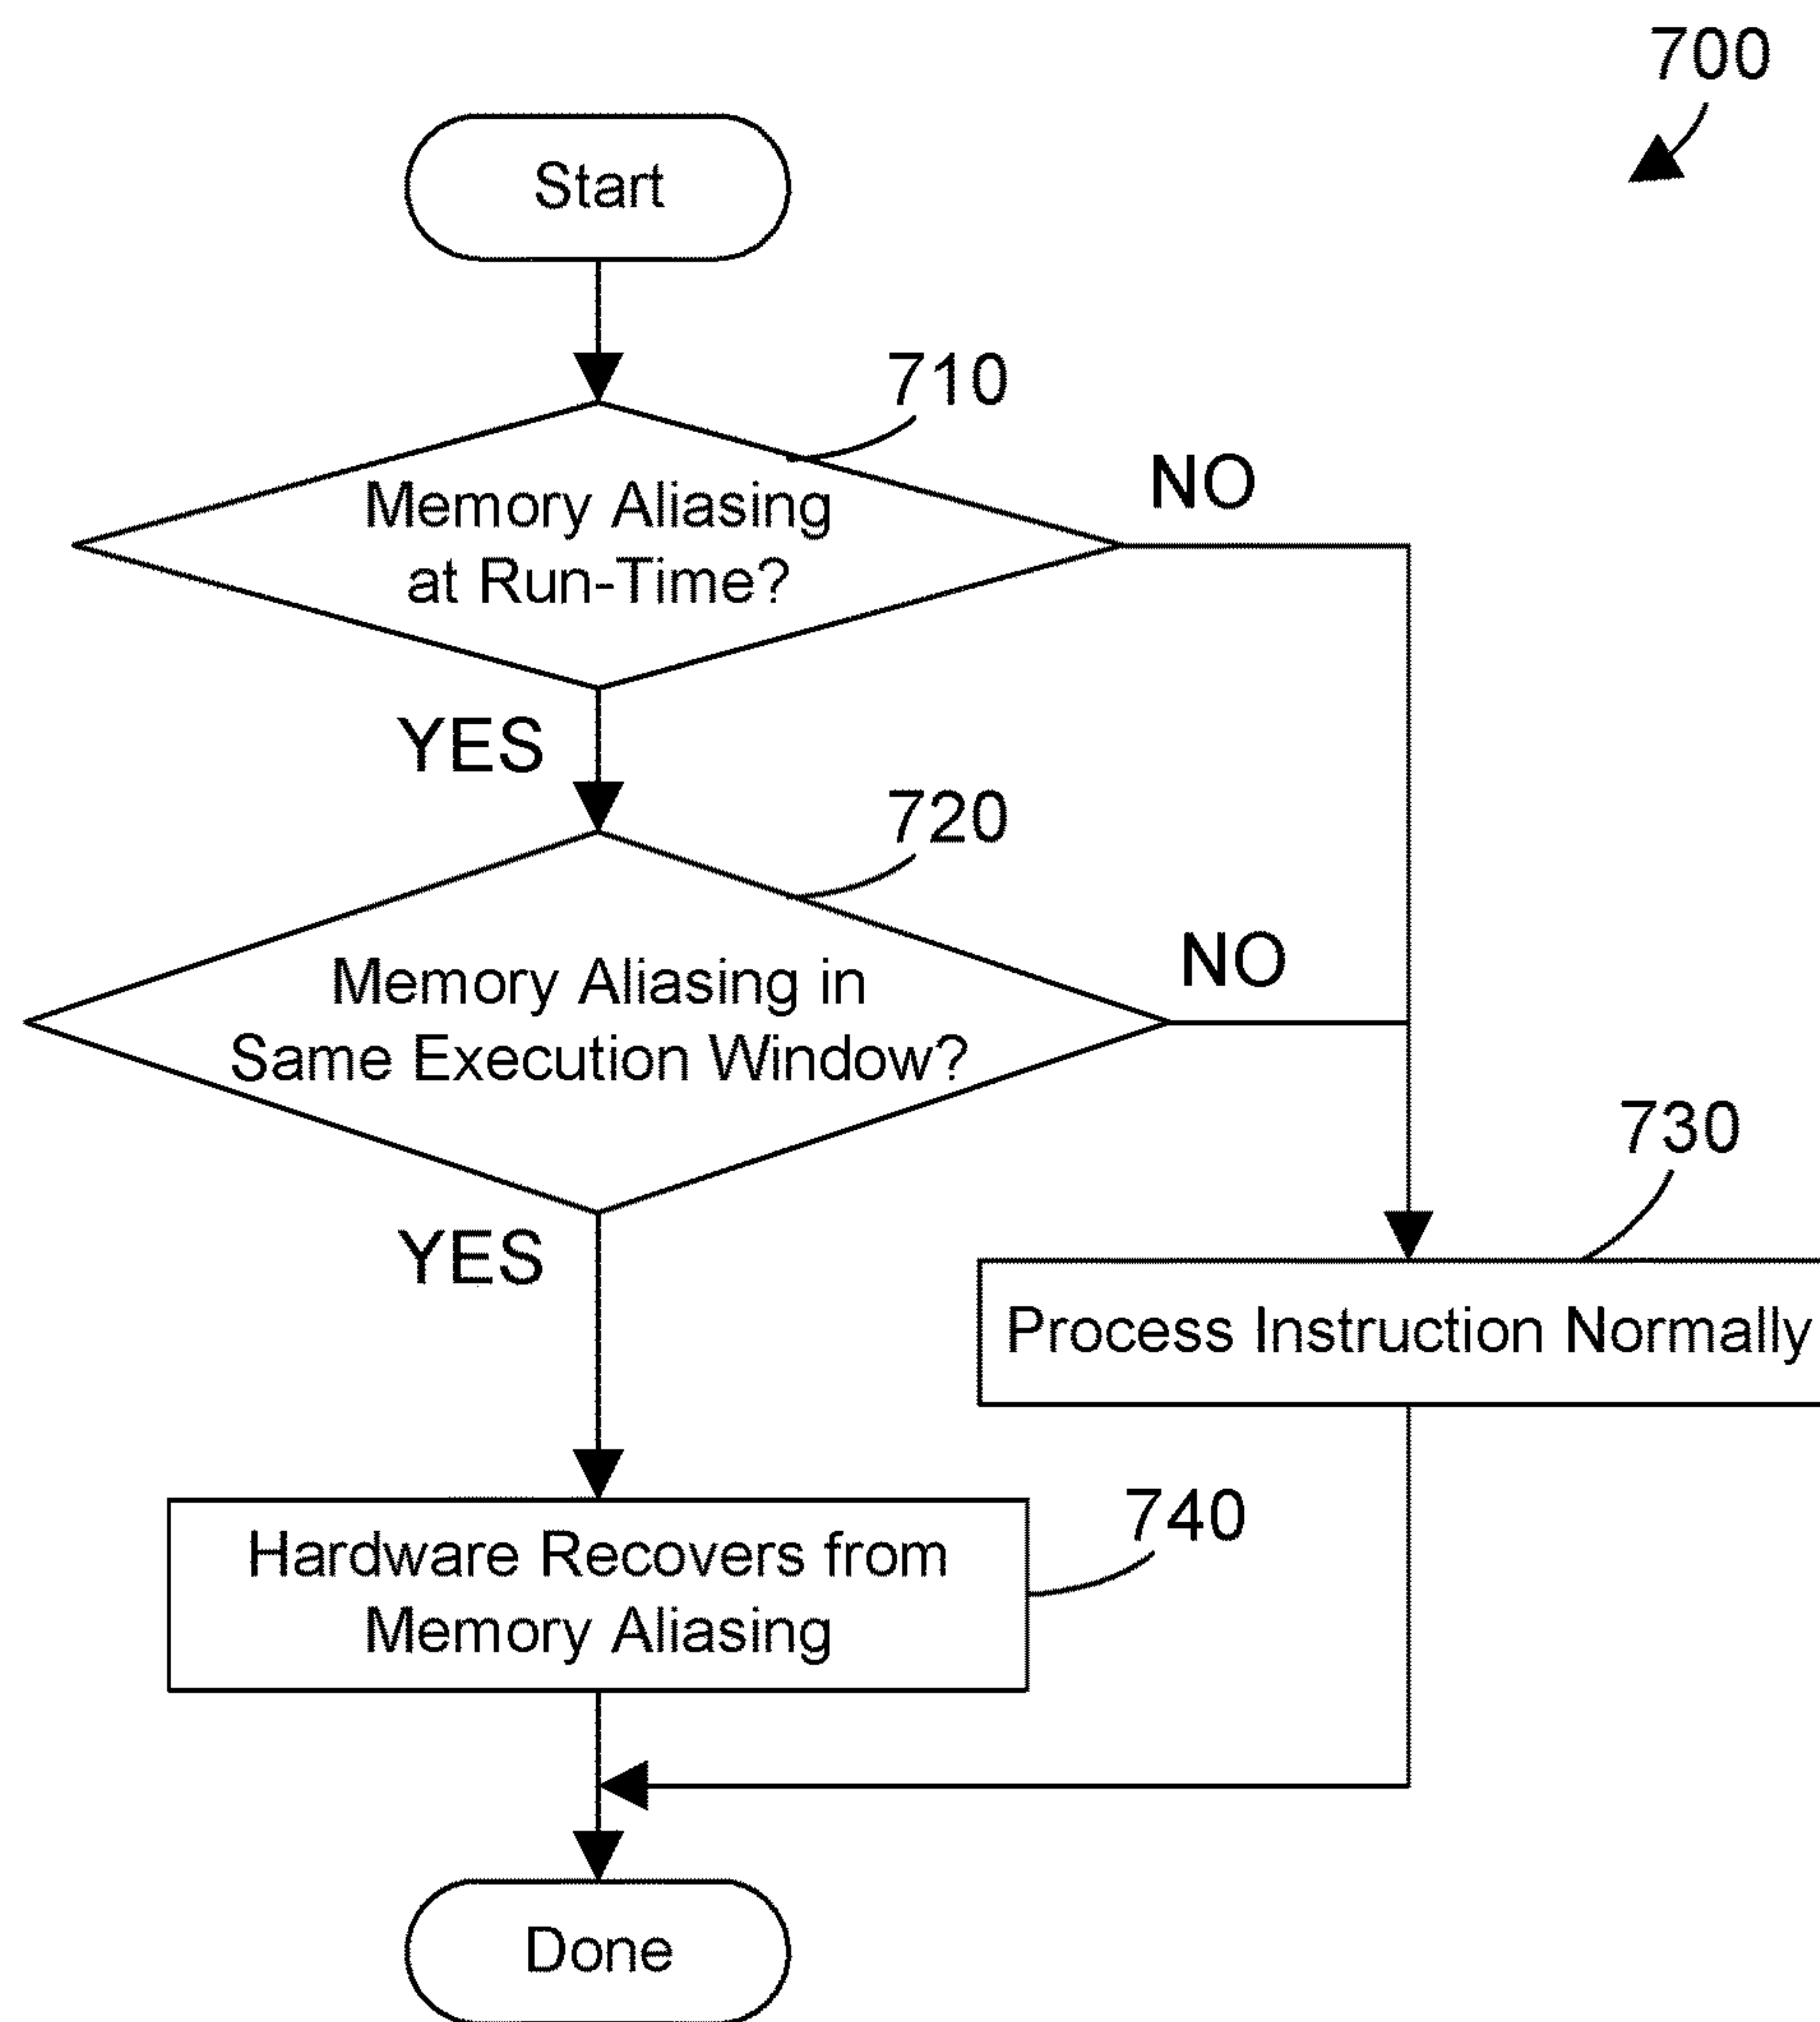 700
Start
710
Memory Aliasing
at Run-Time?
NO
YES
720
Memory Aliasing in
Same Execution Window?
NO
YES
730
Process Instruction Normally
740
Hardware Recovers from
Memory Aliasing
Done